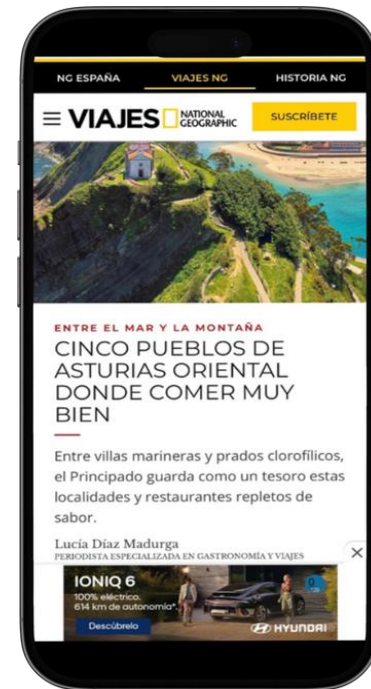 NG ESPAÑA VIAJES NG HISTORIA NG
VIAJES NATIONAL GEOGRAPHIC SUSCRÍBETE
ENTRE EL MAR Y LA MONTAÑA
CINCO PUEBLOS DE
ASTURIAS ORIENTAL
DONDE COMER MUY
BIEN
Entre villas marineras y prados clorofílicos,
el Principado guarda como un tesoro estas
localidades y restaurantes repletos de
sabor.
Lucía Díaz Madurga
PERIODISTA ESPECIALIZADA EN GASTRONOMÍA Y VIAJES
IONIQ 6
100% eléctrico.
614 km de autonomía*.
Descúbrelo
HYUNDAI